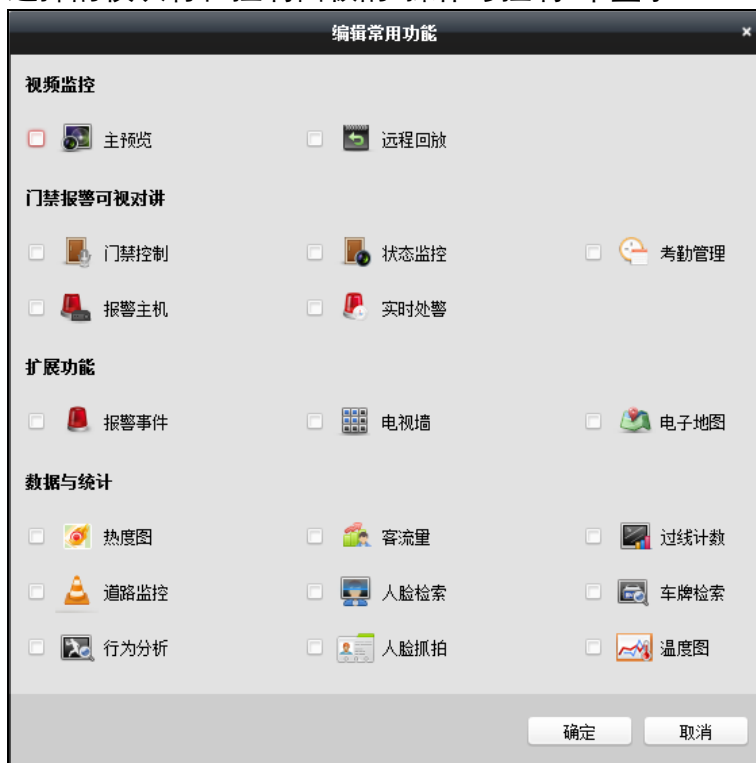 编辑常用功能
视频监控
主预览 远程回放
门禁报警可视对讲
门禁控制 状态监控 考勤管理
报警主机 实时处警
扩展功能
报警事件 电视墙 电子地图
数据与统计
热度图 客流量 过线计数
道路监控 人脸检索 车牌检索
行为分析 人脸抓拍 温度图
确定 取消